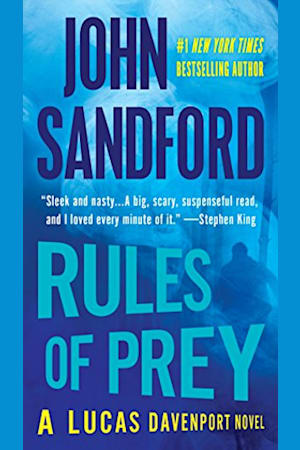 JOHN
#1 NEW YORK TIMES
BESTSELLING AUTHOR
SANDFORD
“Sleek and nasty...A big, scary, suspenseful read,
and I loved every minute of it.” —Stephen King
RULES
OF PREY
A LUCAS DAVENPORT NOVEL